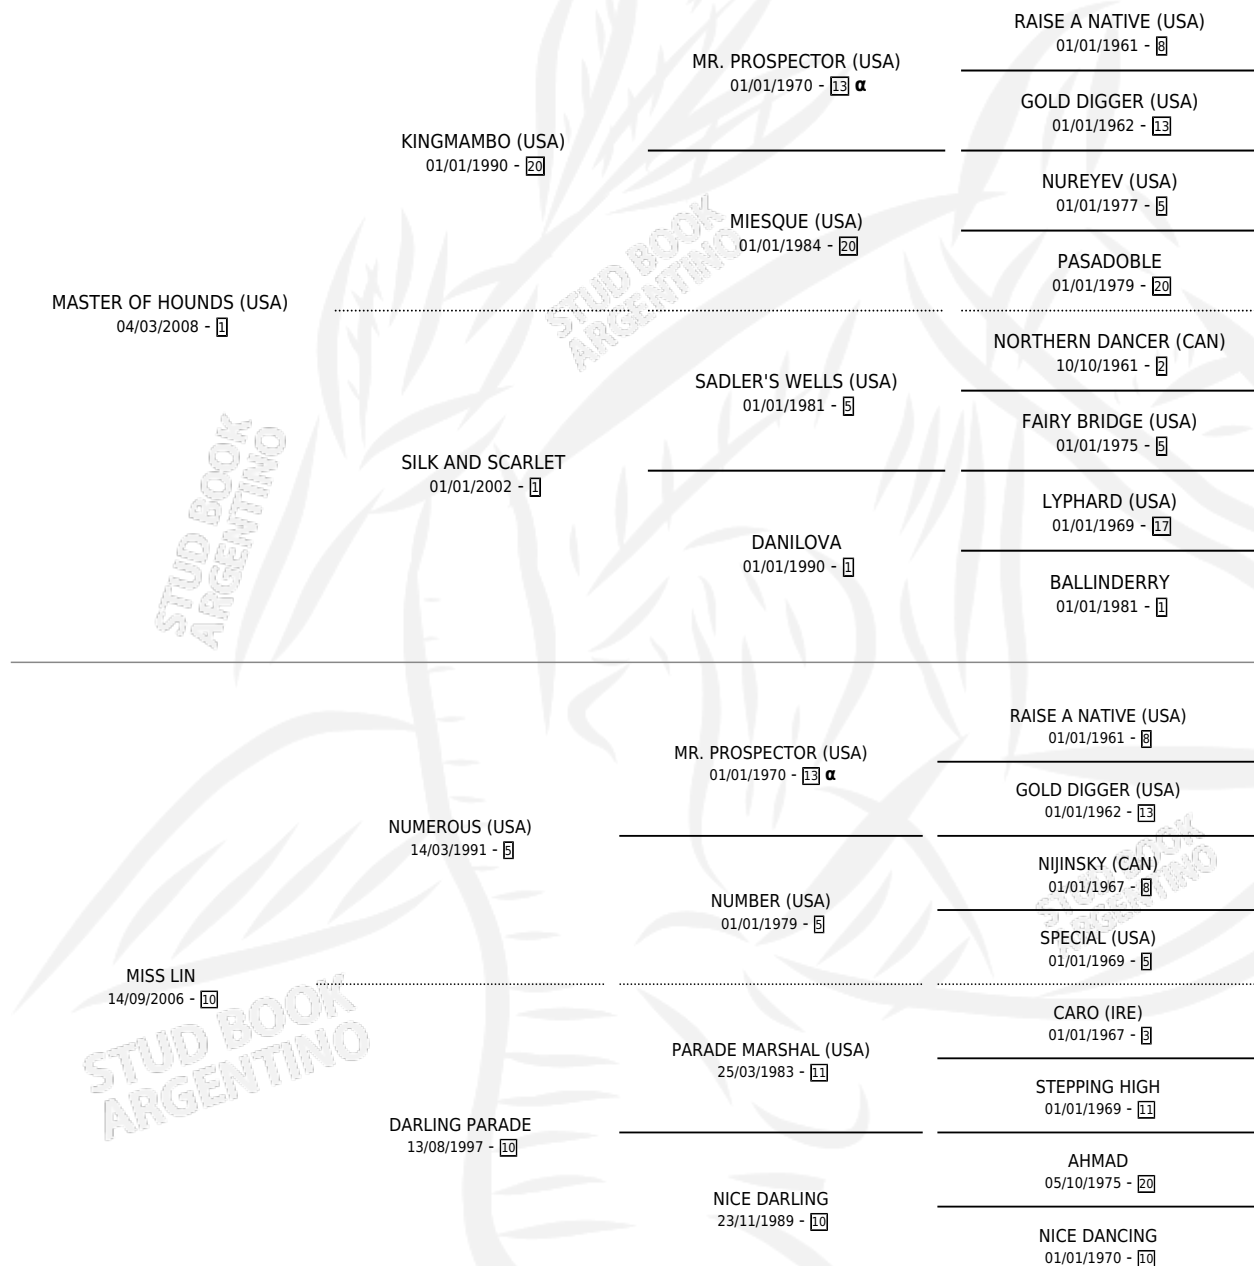 RAISE A NATIVE (USA)
01/01/1961 - 8
MR. PROSPECTOR (USA)
01/01/1970 - 13 α
GOLD DIGGER (USA)
01/01/1962 - 13
KINGMAMBO (USA)
01/01/1990 - 20
NUREYEV (USA)
01/01/1977 - 5
MIESQUE (USA)
01/01/1984 - 20
PASADOBLE
01/01/1979 - 20
MASTER OF HOUNDS (USA)
04/03/2008 - 1
NORTHERN DANCER (CAN)
10/10/1961 - 2
SADLER'S WELLS (USA)
01/01/1981 - 5
FAIRY BRIDGE (USA)
01/01/1975 - 5
SILK AND SCARLET
01/01/2002 - 1
LYPHARD (USA)
01/01/1969 - 17
DANILOVA
01/01/1990 - 1
BALLINDERRY
01/01/1981 - 1
RAISE A NATIVE (USA)
01/01/1961 - 8
MR. PROSPECTOR (USA)
01/01/1970 - 13 α
GOLD DIGGER (USA)
01/01/1962 - 13
NUMEROUS (USA)
14/03/1991 - 5
NIJINSKY (CAN)
01/01/1967 - 8
NUMBER (USA)
01/01/1979 - 5
SPECIAL (USA)
01/01/1969 - 5
MISS LIN
14/09/2006 - 10
CARO (IRE)
01/01/1967 - 3
PARADE MARSHAL (USA)
25/03/1983 - 11
STEPPING HIGH
01/01/1969 - 11
DARLING PARADE
13/08/1997 - 10
AHMAD
05/10/1975 - 20
NICE DARLING
23/11/1989 - 10
NICE DANCING
01/01/1970 - 10
STUD BOOK
ARGENTINO
STUD BOOK
ARGENTINO
STUD BOOK
ARGENTINO
STUD BOOK
ARGENTINO